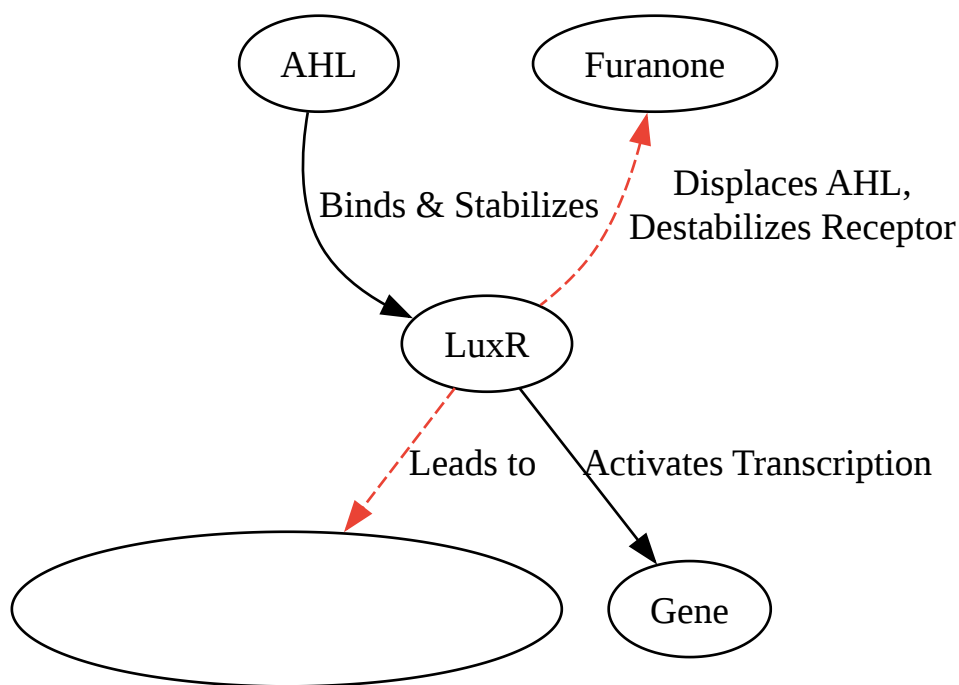 AHL
Furanone
Binds & Stabilizes
Displaces AHL,
Destabilizes Receptor
LuxR
Leads to
Activates Transcription
Gene